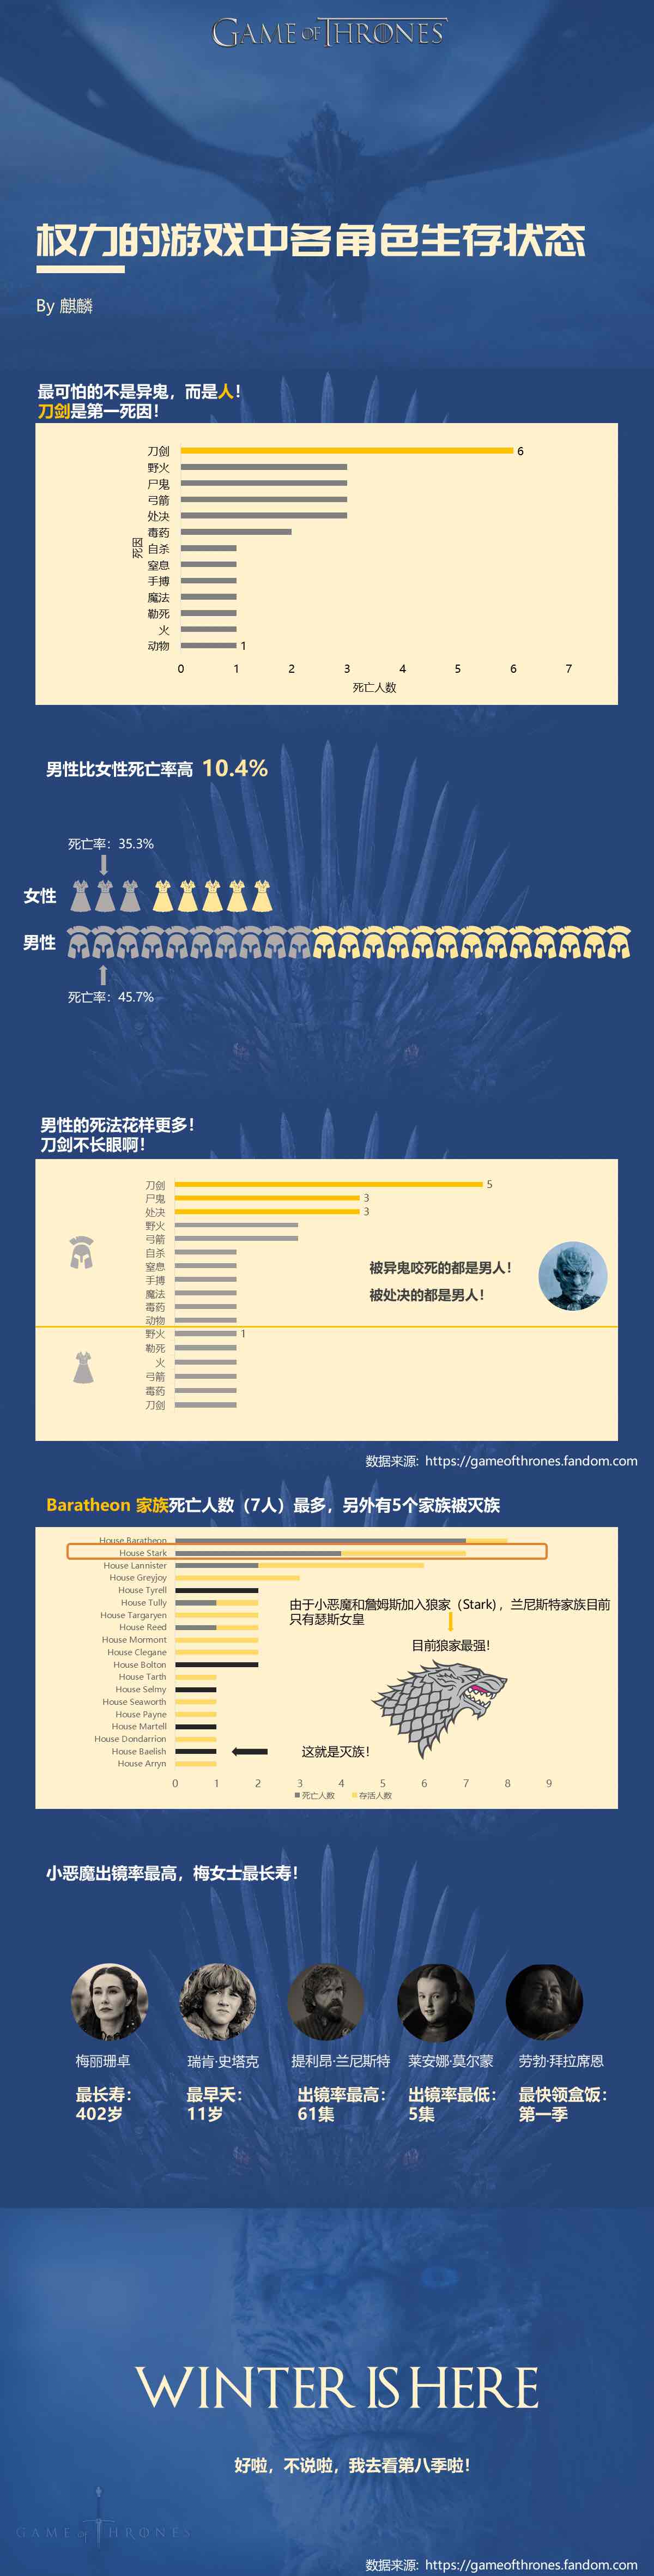 GAME OF THRONES
权力的游戏中各角色生存状态
By 麒麟
最可怕的不是异鬼，而是人！
刀剑是第一死因！
死因
刀剑 6
野火
尸鬼
弓箭
处决
毒药
自杀
窒息
手搏
魔法
勒死
火
动物 1
0 1 2 3 4 5 6 7
死亡人数
男性比女性死亡率高 10.4%
死亡率：35.3%
女性
男性
死亡率：45.7%
男性的死法花样更多！
刀剑不长眼啊！
刀剑 5
尸鬼 3
处决 3
野火
弓箭
自杀
窒息
手搏
魔法
毒药
动物
被异鬼咬死的都是男人！
被处决的都是男人！
野火 1
勒死
火
弓箭
毒药
刀剑
数据来源：https://gameofthrones.fandom.com
Baratheon 家族死亡人数（7人）最多，另外有5个家族被灭族
House Baratheon
House Stark
House Lannister
House Greyjoy
House Tyrell
House Tully
House Targaryen
House Reed
House Mormont
House Clegane
House Bolton
House Tarth
House Selmy
House Seaworth
House Payne
House Martell
House Dondarrion
House Baelish
House Arryn
由于小恶魔和詹姆斯加入狼家（Stark)，兰尼斯特家族目前
只有瑟斯女皇
目前狼家最强！
这就是灭族！
0 1 2 3 4 5 6 7 8 9
死亡人数 存活人数
小恶魔出镜率最高，梅女士最长寿！
梅丽珊卓
最长寿：
402岁
瑞肯·史塔克
最早夭：
11岁
提利昂·兰尼斯特
出镜率最高：
61集
莱安娜·莫尔蒙
出镜率最低：
5集
劳勃·拜拉席恩
最快领盒饭：
第一季
WINTER IS HERE
好啦，不说啦，我去看第八季啦！
GAME OF THRONES
数据来源：https://gameofthrones.fandom.com